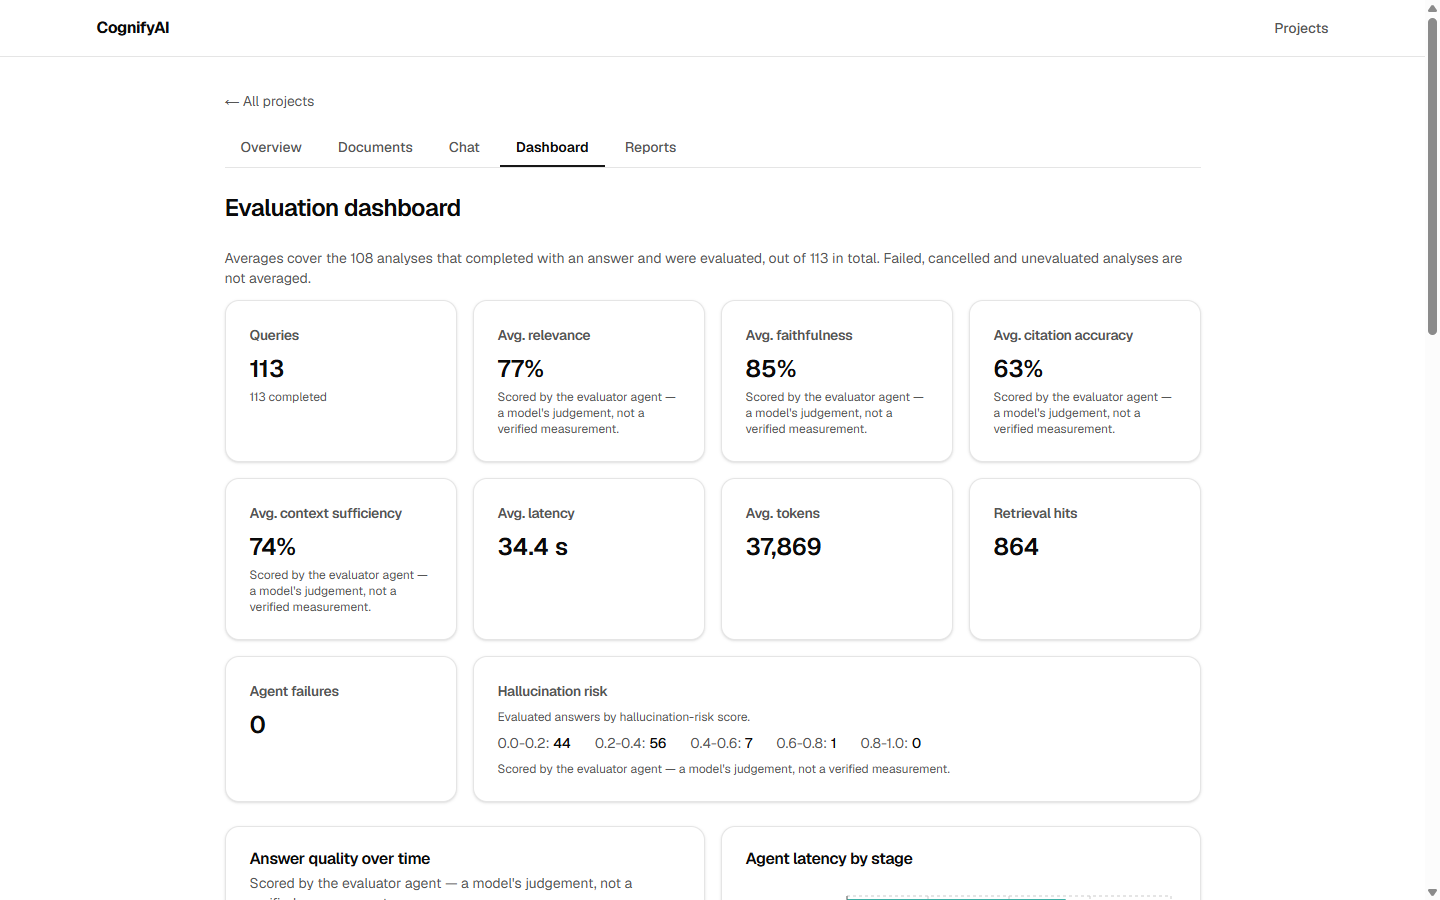 CognifyAI
Projects
← All projects
Overview
Documents
Chat
Dashboard
Reports
Evaluation dashboard
Averages cover the 108 analyses that completed with an answer and were evaluated, out of 113 in total. Failed, cancelled and unevaluated analyses are
not averaged.
Queries
113
113 completed
Avg. relevance
77%
Scored by the evaluator agent —
a model's judgement, not a
verified measurement.
Avg. faithfulness
85%
Scored by the evaluator agent —
a model's judgement, not a
verified measurement.
Avg. citation accuracy
63%
Scored by the evaluator agent —
a model's judgement, not a
verified measurement.
Avg. context sufficiency
74%
Scored by the evaluator agent —
a model's judgement, not a
verified measurement.
Avg. latency
34.4 s
Avg. tokens
37,869
Retrieval hits
864
Agent failures
0
Hallucination risk
Evaluated answers by hallucination-risk score.
0.0-0.2: 44 0.2-0.4: 56 0.4-0.6: 7 0.6-0.8: 1 0.8-1.0: 0
Scored by the evaluator agent — a model's judgement, not a verified measurement.
Answer quality over time
Scored by the evaluator agent — a model's judgement, not a
Agent latency by stage